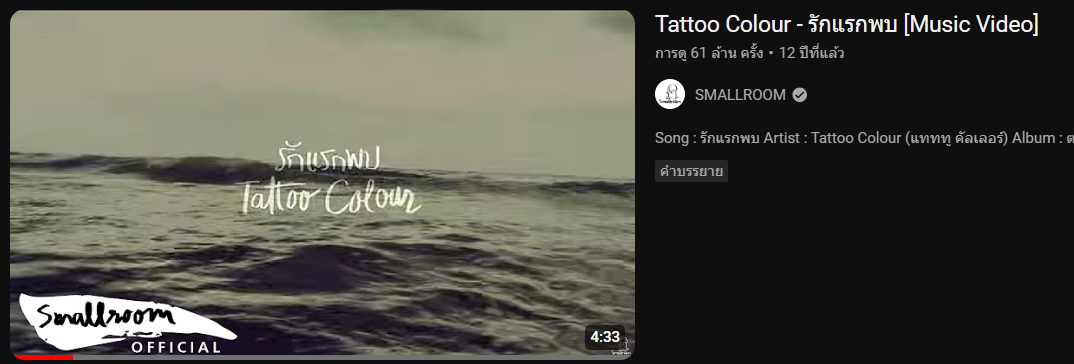 รักแรกพบ
Tattoo Colour
Smallroom
OFFICIAL
4:33
Tattoo Colour - รักแรกพบ [Music Video]
การดู 61 ล้าน ครั้ง • 12 ปีที่แล้ว
SMALLROOM
Song : รักแรกพบ Artist : Tattoo Colour (แทททู คัลเลอร์) Album : ต
คำบรรยาย